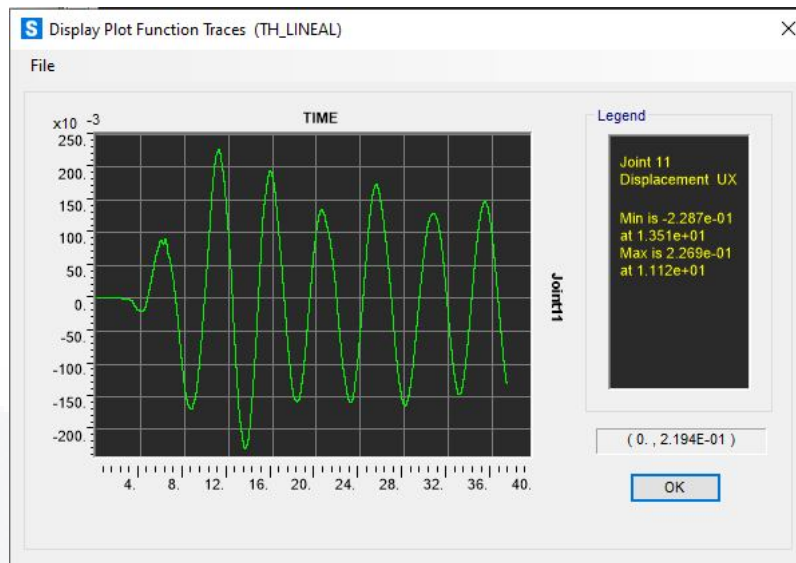 S Display Plot Function Traces (TH_LINEAL)
File
x10 -3
TIME
Legend
250.
200.
150.
100.
50.
0.
-50.
-100.
-150.
-200.
4. 8. 12. 16. 20. 24. 28. 32. 36. 40.
Joint11
Joint 11
Displacement UX
Min is -2.287e-01
at 1.351e+01
Max is 2.269e-01
at 1.112e+01
( 0. , 2.194E-01 )
OK